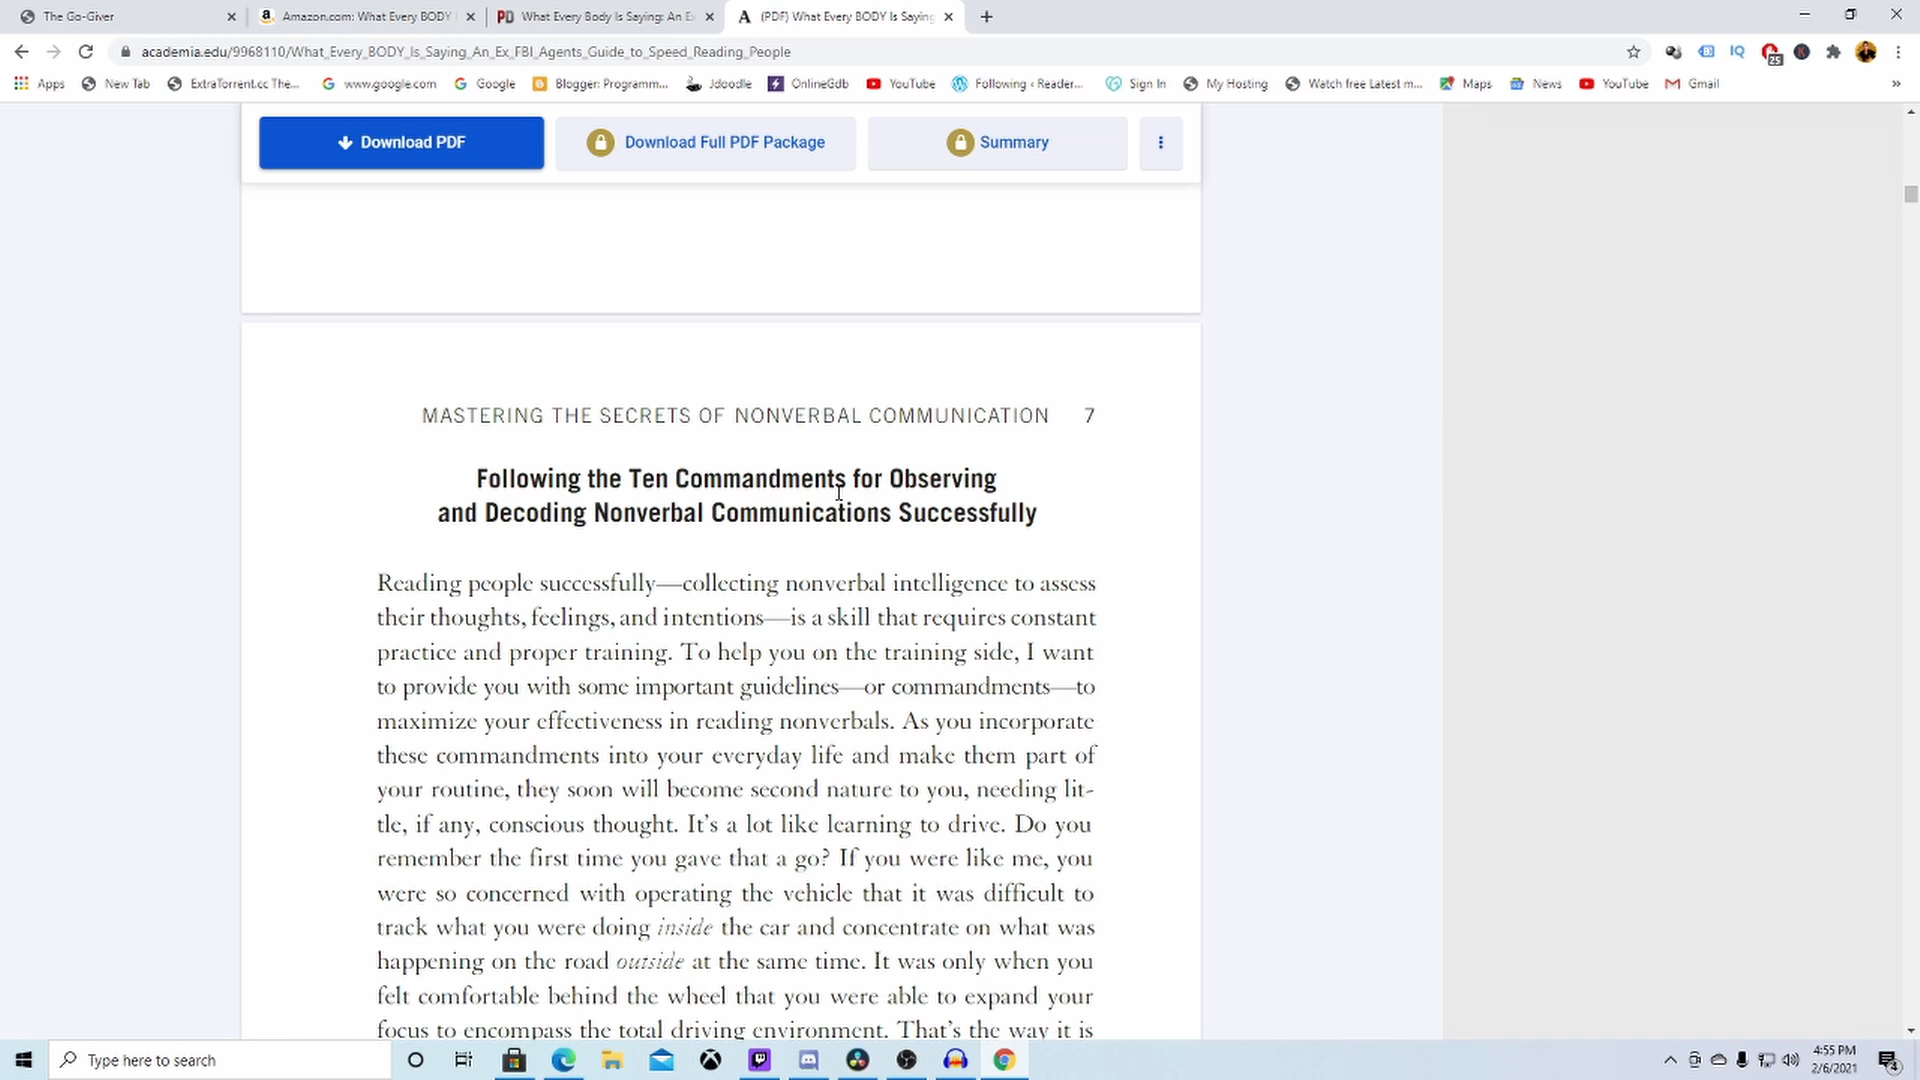 The Go-Giver
Amazon.com: What Every BODY
PD What Every Body Is Saying: An E
(PDF) What Every BODY Is Saying
academia.edu/9968110/What_Every_BODY_Is_Saying_An_Ex_FBI_Agents_Guide_to_Speed_Reading_People
IQ
25
K
Apps
New Tab
ExtraTorrent.cc The...
www.google.com
Google
Blogger: Programm...
Jdoodle
OnlineGdb
YouTube
Following ‹ Reader...
Sign In
My Hosting
Watch free Latest m...
Maps
News
YouTube
Gmail
»
Download PDF
Download Full PDF Package
Summary
MASTERING THE SECRETS OF NONVERBAL COMMUNICATION 7
Following the Ten Commandments for Observing
and Decoding Nonverbal Communications Successfully
Reading people successfully—collecting nonverbal intelligence to assess
their thoughts, feelings, and intentions—is a skill that requires constant
practice and proper training. To help you on the training side, I want
to provide you with some important guidelines—or commandments—to
maximize your effectiveness in reading nonverbals. As you incorporate
these commandments into your everyday life and make them part of
your routine, they soon will become second nature to you, needing lit-
tle, if any, conscious thought. It's a lot like learning to drive. Do you
remember the first time you gave that a go? If you were like me, you
were so concerned with operating the vehicle that it was difficult to
track what you were doing inside the car and concentrate on what was
happening on the road outside at the same time. It was only when you
felt comfortable behind the wheel that you were able to expand your
focus to encompass the total driving environment. That's the way it is
Type here to search
4:55 PM
2/6/2021
4